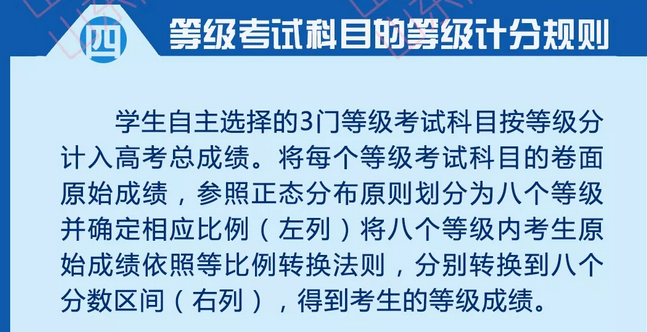 四 等级考试科目的等级计分规则
学生自主选择的3门等级考试科目按等级分
计入高考总成绩。将每个等级考试科目的卷面
原始成绩，参照正态分布原则划分为八个等级
并确定相应比例（左列）将八个等级内考生原
始成绩依照等比例转换法则，分别转换到八个
分数区间（右列），得到考生的等级成绩。